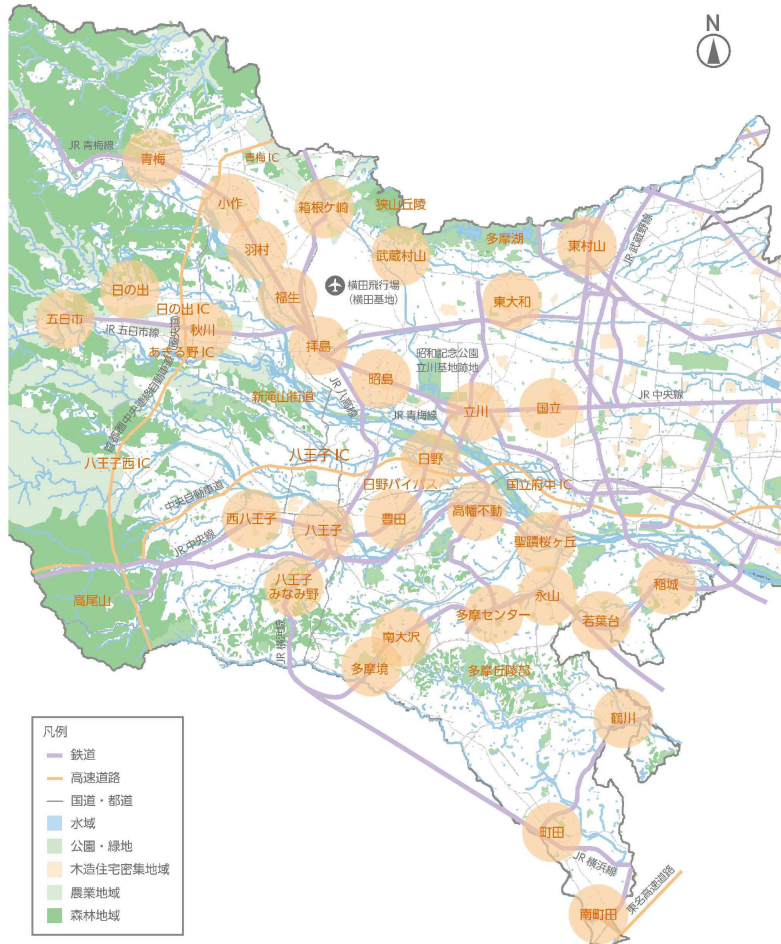 N
JR 青梅線
青梅
青梅 IC
小作
箱根ケ崎
狭山丘陵
羽村
武蔵村山
多摩湖
東村山
JR 武蔵野線
日の出
福生
横田飛行場
(横田基地)
東大和
五日市
日の出 IC
秋川
JR 五日市線
あきる野 IC
首都圏中央連絡自動車道
拝島
昭和記念公園
立川基地跡地
昭島
JR 八高線
新滝山街道
JR 青梅線
立川
国立
JR 中央線
八王子西 IC
八王子 IC
日野
日野バイパス
国立府中 IC
中央自動車道
西八王子
八王子
豊田
高幡不動
聖蹟桜ヶ丘
JR 中央線
高尾山
八王子
みなみ野
永山
稲城
多摩センター
若葉台
JR 横浜線
南大沢
多摩境
多摩丘陵部
鶴川
町田
JR 横浜線
東名高速道路
南町田
凡例
鉄道
高速道路
国道・都道
水域
公園・緑地
木造住宅密集地域
農業地域
森林地域